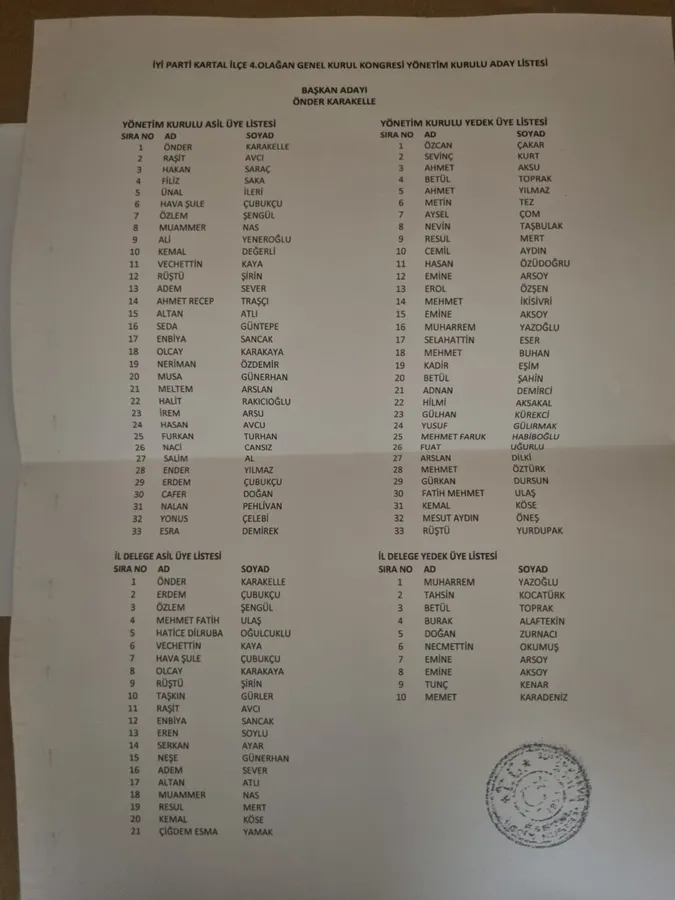 İYİ PARTİ KARTAL İLÇE 4.OLAĞAN GENEL KURUL KONGRESİ YÖNETİM KURULU ADAY LİSTESİ
BAŞKAN ADAYI
ÖNDER KARAKELLE
YÖNETİM KURULU ASİL ÜYE LİSTESİ
SIRA NO AD SOYAD
1 ÖNDER KARAKELLE
2 RAŞİT AVCI
3 HAKAN SARAÇ
4 FİLİZ SAKA
5 ÜNAL İLERİ
6 HAVA ŞULE ÇUBUKÇU
7 ÖZLEM ŞENGÜL
8 MUAMMER NAS
9 ALİ YENEROĞLU
10 KEMAL DEĞERLİ
11 VECHETTİN KAYA
12 RÜŞTÜ ŞİRİN
13 ADEM SEVER
14 AHMET RECEP TRAŞÇI
15 ALTAN ATLI
16 SEDA GÜNTEPE
17 ENBİYA SANCAK
18 OLCAY KARAKAYA
19 NERİMAN ÖZDEMİR
20 MUSA GÜNERHAN
21 MELTEM ARSLAN
22 HALİT RAKICIOĞLU
23 İREM ARSU
24 HASAN AVCU
25 FURKAN TURHAN
26 NACİ CANSIZ
27 SALİM AL
28 ENDER YILMAZ
29 ERDEM ÇUBUKÇU
30 CAFER DOĞAN
31 NALAN PEHLİVAN
32 YONUS ÇELEBİ
33 ESRA DEMİREK
YÖNETİM KURULU YEDEK ÜYE LİSTESİ
SIRA NO AD SOYAD
1 ÖZCAN ÇAKAR
2 SEVİNÇ KURT
3 AHMET AKSU
4 BETÜL TOPRAK
5 AHMET YILMAZ
6 METİN TEZ
7 AYSEL ÇOM
8 NEVİN TAŞBULAK
9 RESUL MERT
10 CEMİL AYDIN
11 HASAN ÖZÜDOĞRU
12 EMİNE ARSOY
13 EROL ÖZŞEN
14 MEHMET İKİSİVRİ
15 EMİNE AKSOY
16 MUHARREM YAZOĞLU
17 SELAHATTİN ESER
18 MEHMET BUHAN
19 KADİR EŞİM
20 BETÜL ŞAHİN
21 ADNAN DEMİRCİ
22 HİLMİ AKSAKAL
23 GÜLHAN KÜREKCİ
24 YUSUF GÜLIRMAK
25 MEHMET FARUK HABİBOĞLU
26 FUAT UĞURLU
27 ARSLAN DİLKİ
28 MEHMET ÖZTÜRK
29 GÜRKAN DURSUN
30 FATİH MEHMET ULAŞ
31 KEMAL KÖSE
32 MESUT AYDIN ÖNEŞ
33 RÜŞTÜ YURDUPAK
İL DELEGE ASİL ÜYE LİSTESİ
SIRA NO AD SOYAD
1 ÖNDER KARAKELLE
2 ERDEM ÇUBUKÇU
3 ÖZLEM ŞENGÜL
4 MEHMET FATİH ULAŞ
5 HATİCE DİLRUBA OĞULCUKLU
6 VECHETTİN KAYA
7 HAVA ŞULE ÇUBUKÇU
8 OLCAY KARAKAYA
9 RÜŞTÜ ŞİRİN
10 TAŞKIN GÜRLER
11 RAŞİT AVCI
12 ENBİYA SANCAK
13 EREN SOYLU
14 SERKAN AYAR
15 NEŞE GÜNERHAN
16 ADEM SEVER
17 ALTAN ATLI
18 MUAMMER NAS
19 RESUL MERT
20 KEMAL KÖSE
21 ÇİĞDEM ESMA YAMAK
İL DELEGE YEDEK ÜYE LİSTESİ
SIRA NO AD SOYAD
1 MUHARREM YAZOĞLU
2 TAHSİN KOCATÜRK
3 BETÜL TOPRAK
4 BURAK ALAFTEKİN
5 DOĞAN ZURNACI
6 NECMETTİN OKUMUŞ
7 EMİNE ARSOY
8 EMİNE AKSOY
9 TUNÇ KENAR
10 MEMET KARADENİZ